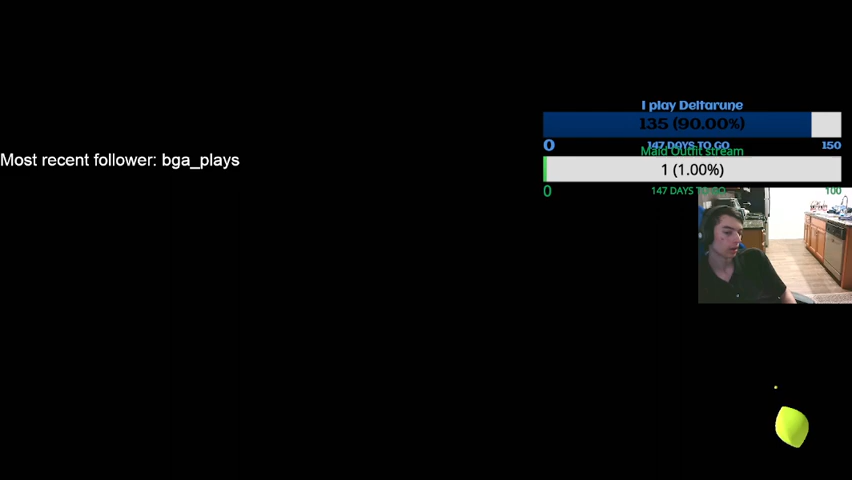 I play Deltarune
135 (90.00%)
0 147 DAYS TO GO 150
Maid Outfit stream
Most recent follower: bga_plays
1 (1.00%)
0 147 DAYS TO GO 100